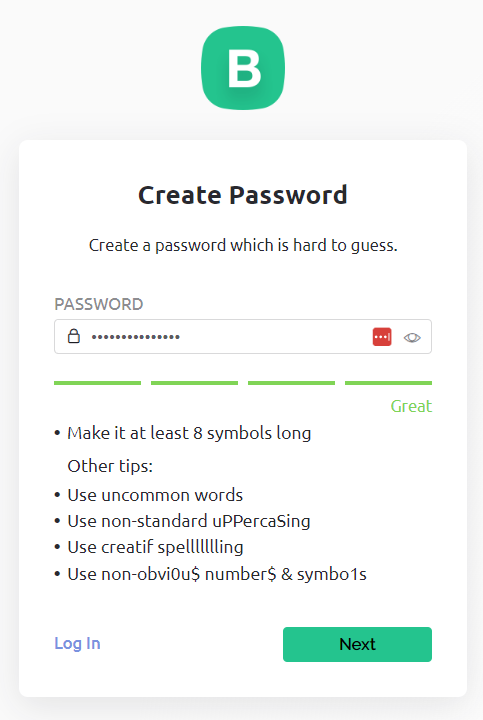 B
Create Password
Create a password which is hard to guess.
PASSWORD
•••••••••••••••
Great
• Make it at least 8 symbols long
Other tips:
• Use uncommon words
• Use non-standard uPPercaSing
• Use creatif spelllllllling
• Use non-obvi0u$ number$ & symbo1s
Log In
Next